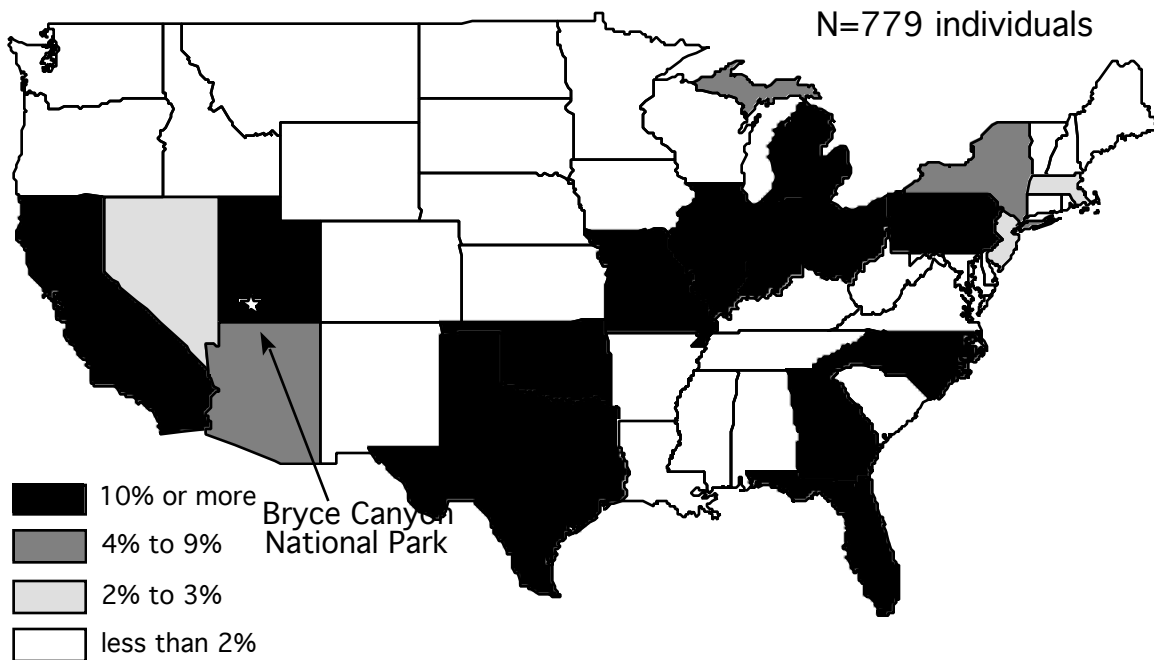 N=779 individuals
Bryce Canyon
National Park
10% or more
4% to 9%
2% to 3%
less than 2%